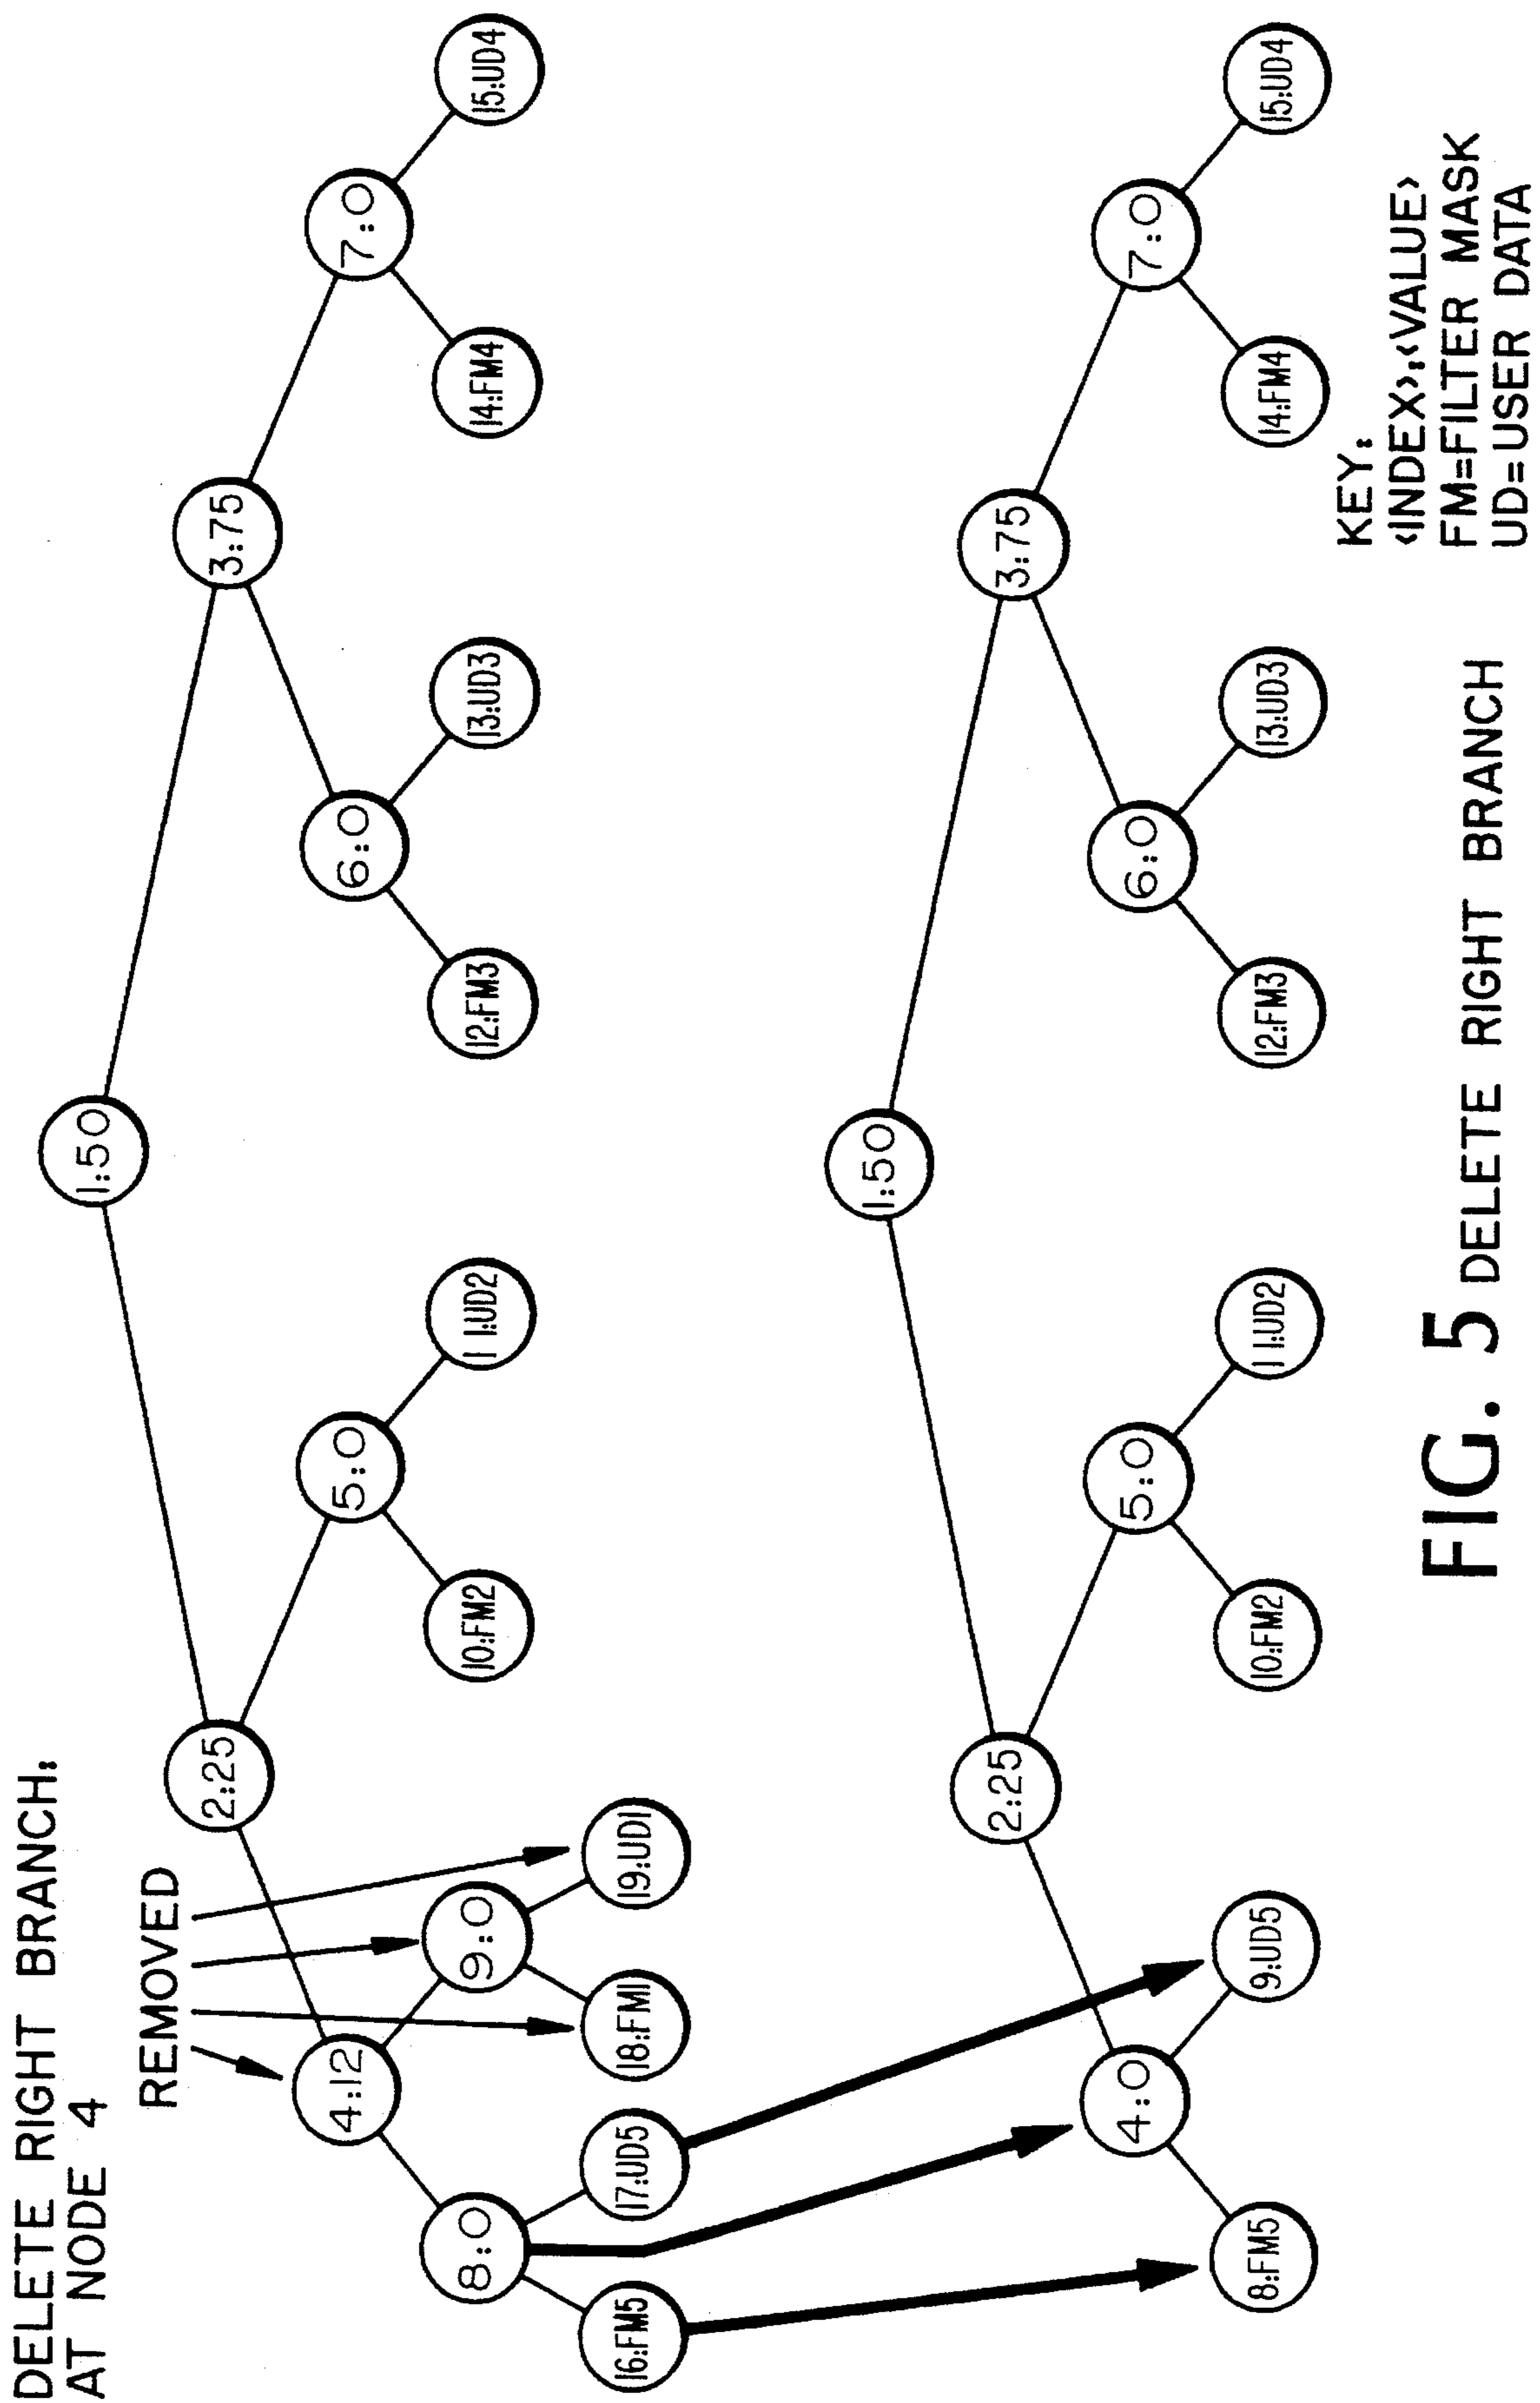 DELETE RIGHT BRANCH:
AT NODE 4
REMOVED
1:50
2:25
3:75
4:12
5:0
6:0
7:0
8:0
9:0
10:FM2
11:UD2
12:FM3
13:UD3
14:FM4
15:UD4
16:FM5
17:UD5
18:FM1
19:UD1
1:50
2:25
3:75
4:0
5:0
6:0
7:0
8:FM5
9:UD5
10:FM2
11:UD2
12:FM3
13:UD3
14:FM4
15:UD4
KEY:
<INDEX>:<VALUE>
FM=FILTER MASK
UD=USER DATA
FIG. 5 DELETE RIGHT BRANCH